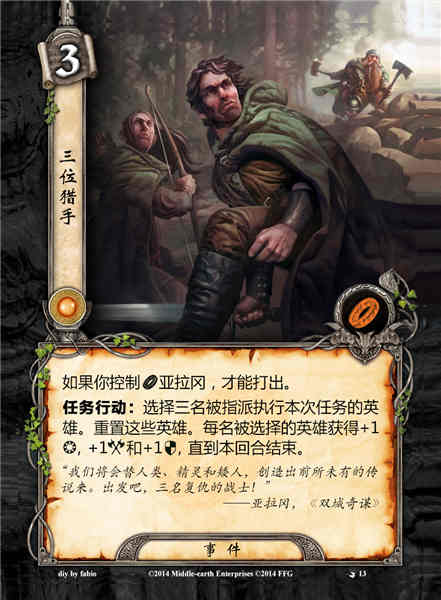 3
三位猎手
如果你控制亚拉冈，才能打出。
任务行动：选择三名被指派执行本次任务的英
雄。重置这些英雄。每名被选择的英雄获得+1
，+1和+1，直到本回合结束。
“我们将会替人类，精灵和矮人，创造出前所未有的传
说来。出发吧，三名复仇的战士！”
——亚拉冈，《双城奇谋》
事件
diy by fabio ©2014 Middle-earth Enterprises ©2014 FFG 13